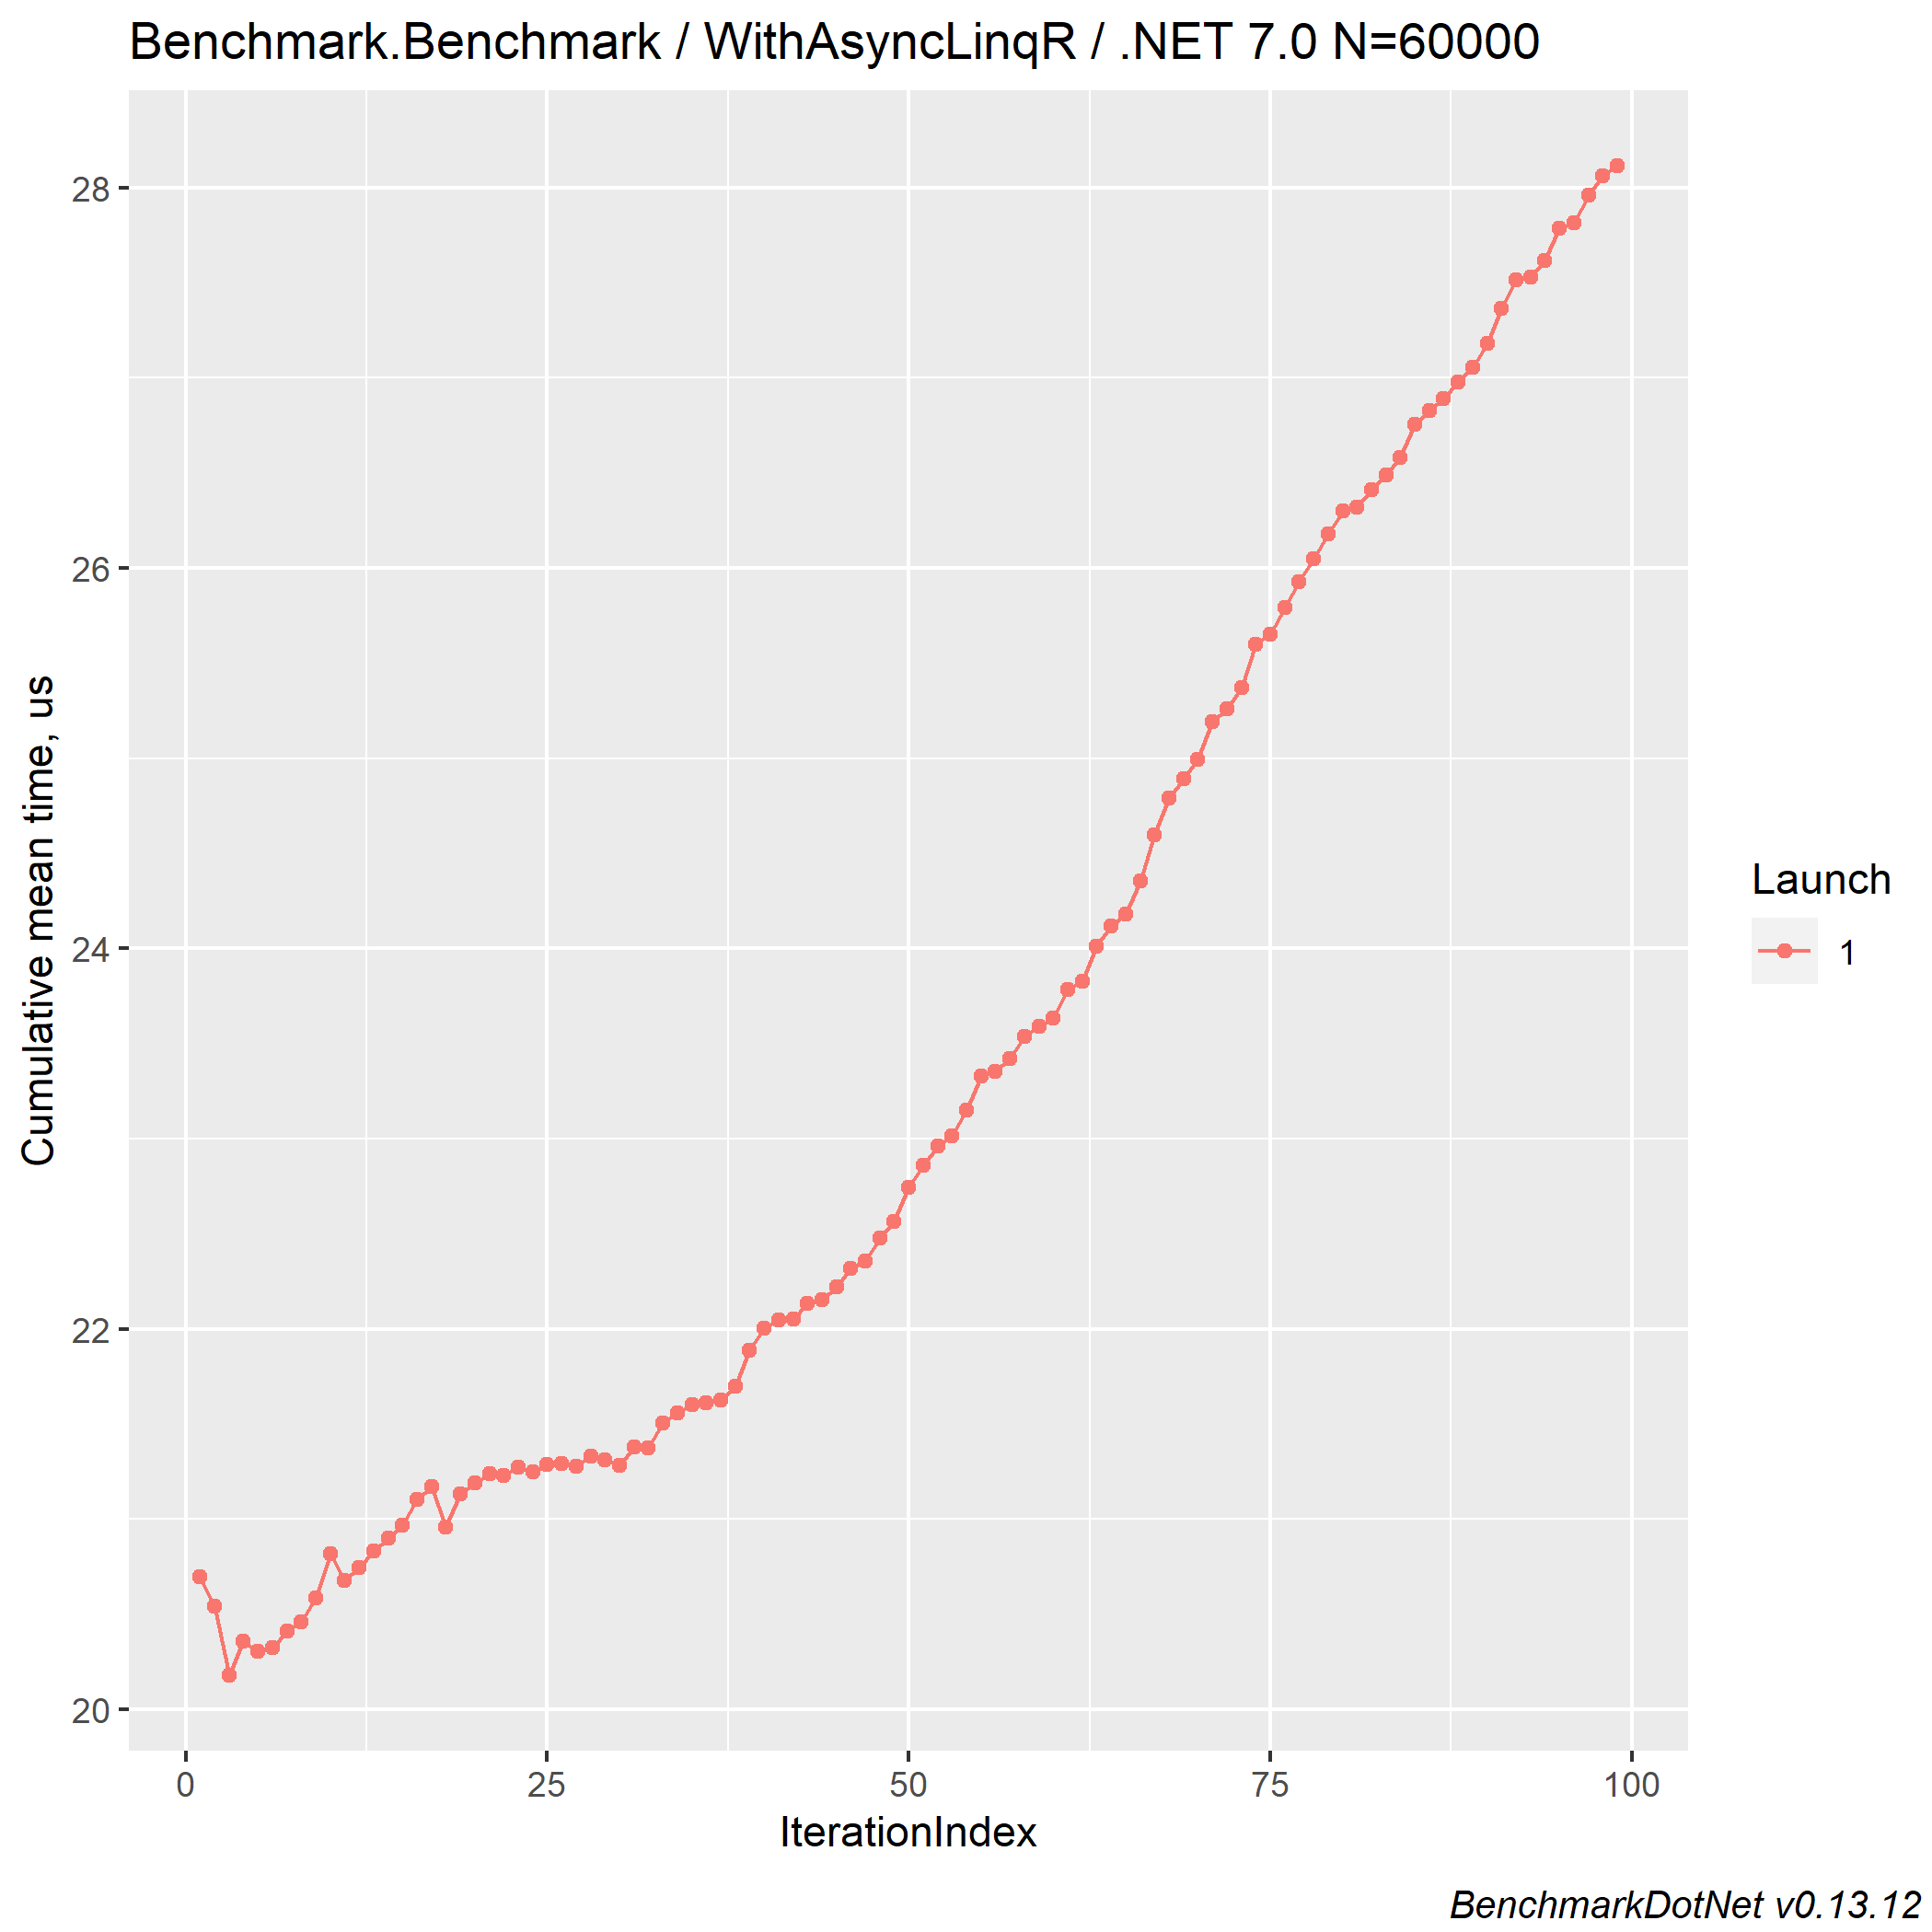 Benchmark.Benchmark / WithAsyncLinqR / .NET 7.0 N=60000
Cumulative mean time, us
28
26
24
22
20
0 25 50 75 100
IterationIndex
Launch
1
BenchmarkDotNet v0.13.12